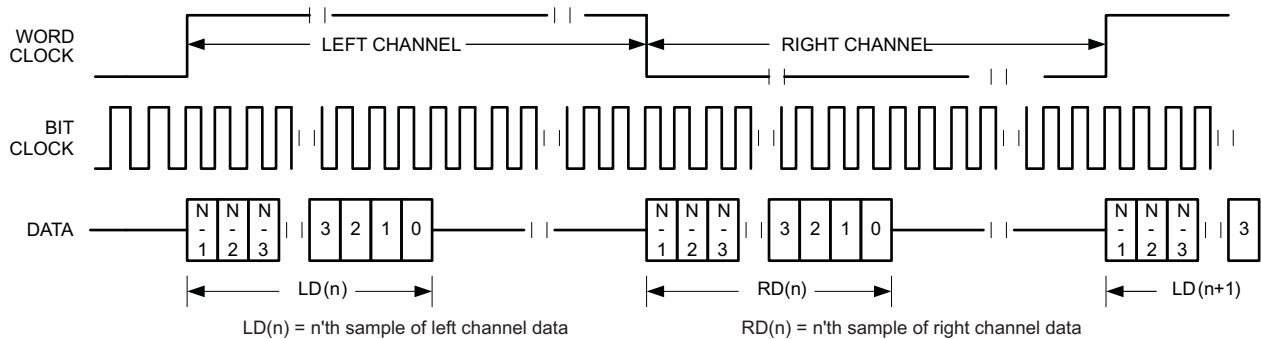 WORD
CLOCK
LEFT CHANNEL
RIGHT CHANNEL
BIT
CLOCK
DATA
N
-
1
N
-
2
N
-
3
3
2
1
0
N
-
1
N
-
2
N
-
3
3
2
1
0
N
-
1
N
-
2
N
-
3
3
LD(n)
RD(n)
LD(n+1)
LD(n) = n'th sample of left channel data
RD(n) = n'th sample of right channel data